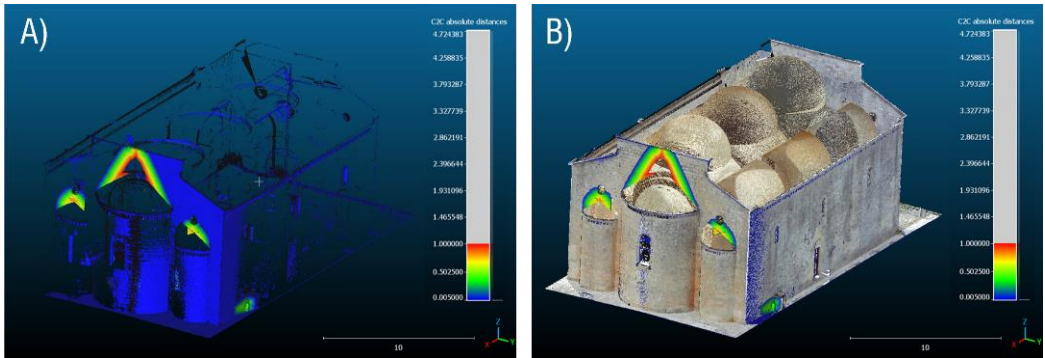 A)
C2C absolute distances
4.724383
4.258835
3.793287
3.327739
2.862191
2.396644
1.931096
1.465548
1.000000
0.502500
0.005000
10
Z
X
Y
B)
C2C absolute distances
4.724383
4.258835
3.793287
3.327739
2.862191
2.396644
1.931096
1.465548
1.000000
0.502500
0.005000
10
Z
X
Y